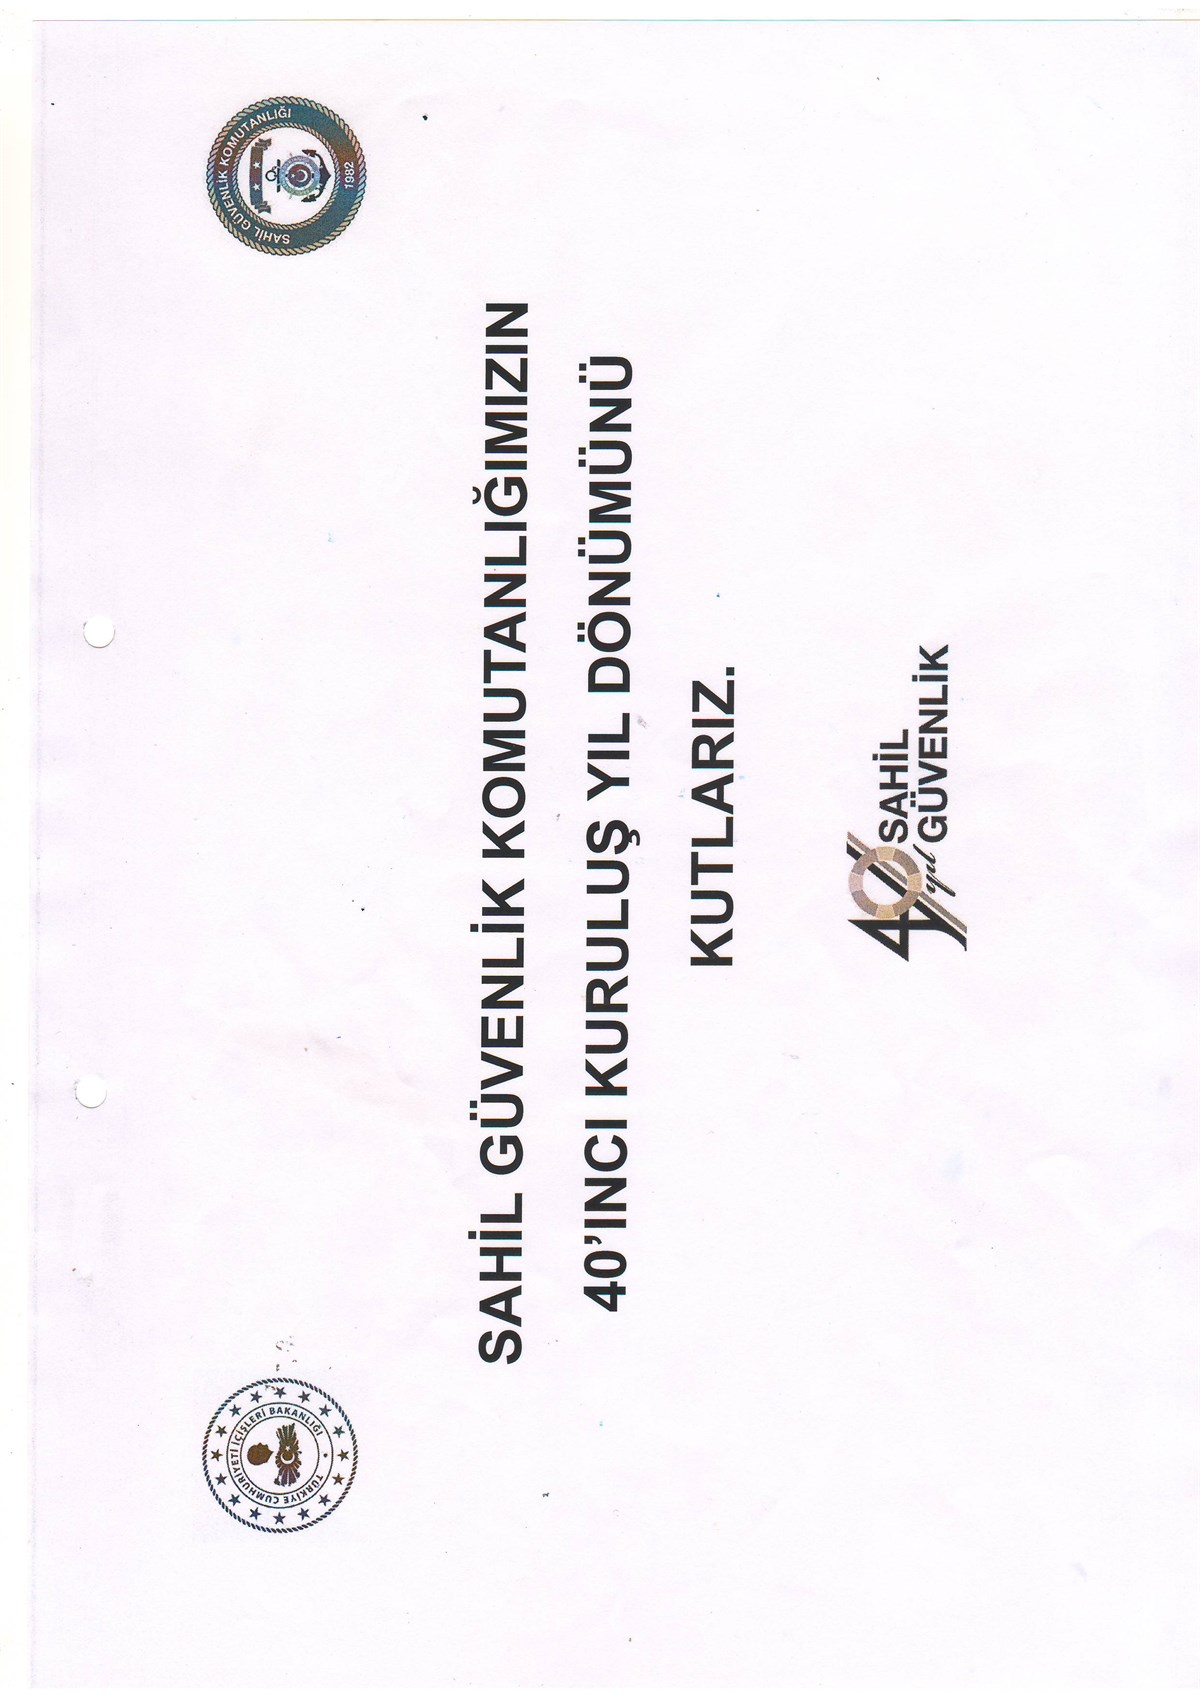 TÜRKİYE CUMHURİYETİ İÇİŞLERİ BAKANLIĞI
SAHİL GÜVENLİK KOMUTANLIĞI
1982
SAHİL GÜVENLİK KOMUTANLIĞIMIZIN
40'INCI KURULUŞ YIL DÖNÜMÜNÜ
KUTLARIZ.
40 yıl
SAHİL
GÜVENLİK